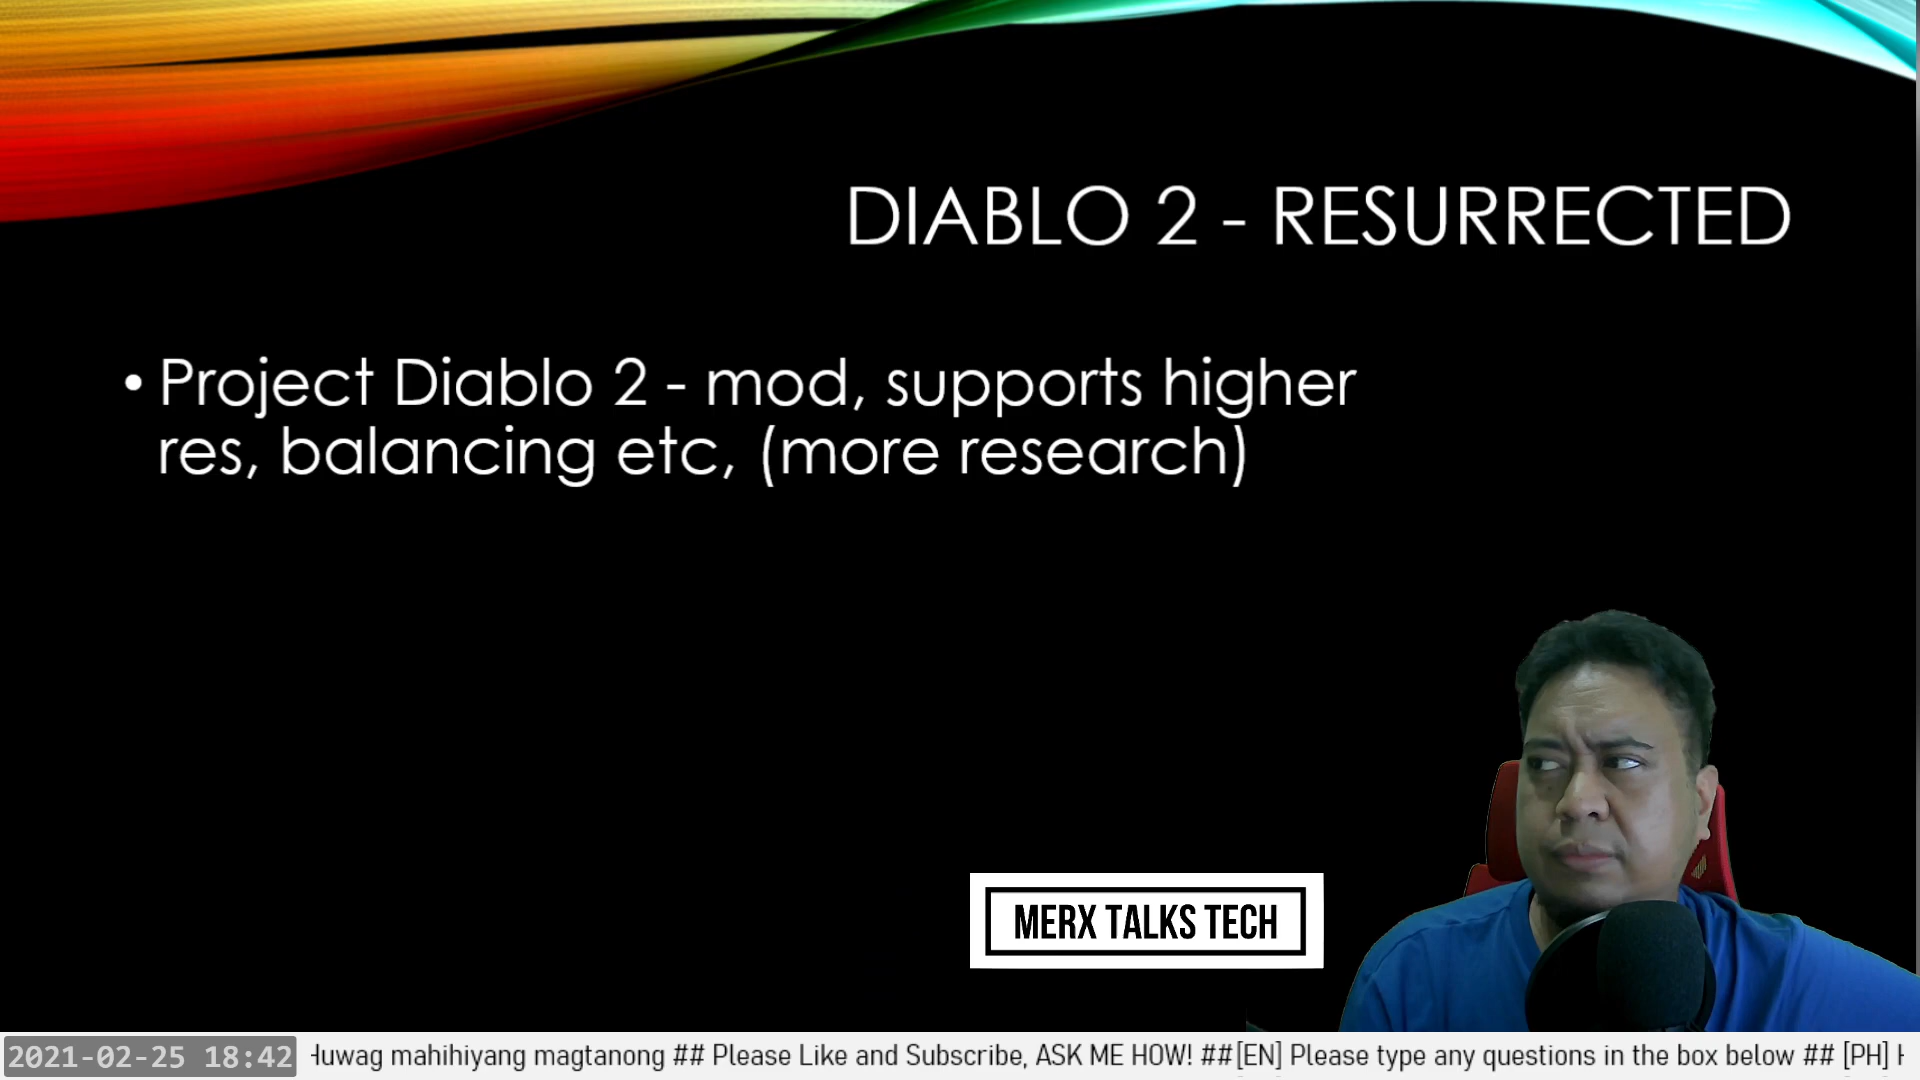 DIABLO 2 - RESURRECTED
• Project Diablo 2 - mod, supports higher
res, balancing etc, (more research)
MERX TALKS TECH
2021-02-25 18:42
mahihiyang magtanong ## Please Like and Subscribe, ASK ME HOW! ##[EN] Please type any questions in the box below ## [PH]